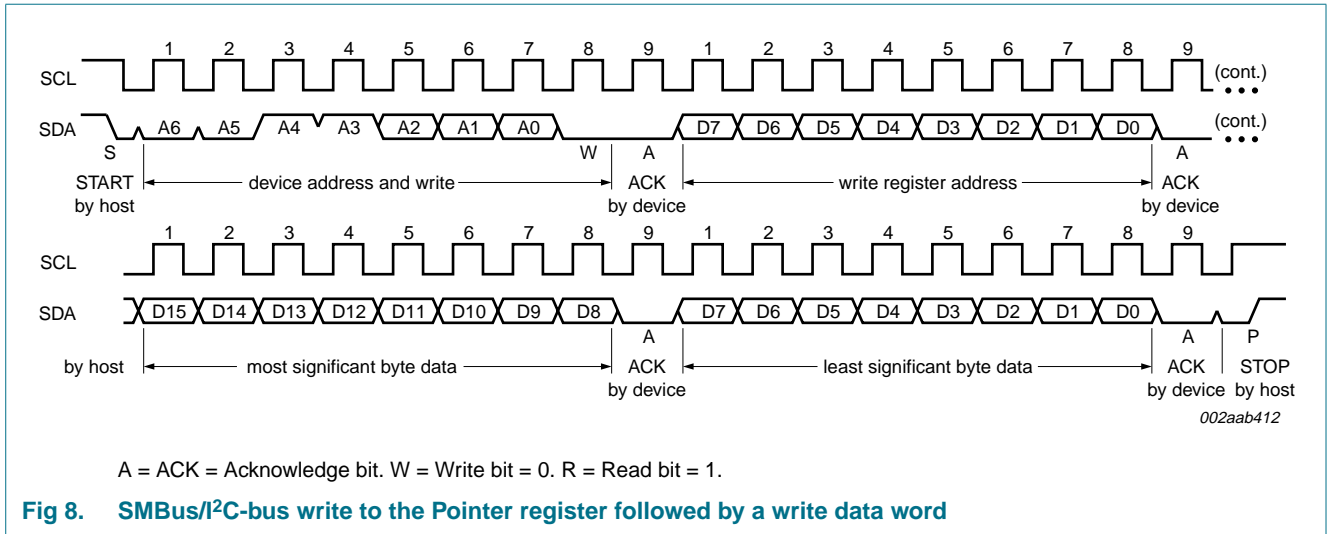 1 2 3 4 5 6 7 8 9 1 2 3 4 5 6 7 8 9
SCL (cont.)
SDA A6 A5 A4 A3 A2 A1 A0 D7 D6 D5 D4 D3 D2 D1 D0 (cont.)
S W A A
START device address and write ACK write register address ACK
by host by device by device
1 2 3 4 5 6 7 8 9 1 2 3 4 5 6 7 8 9
SCL
SDA D15 D14 D13 D12 D11 D10 D9 D8 D7 D6 D5 D4 D3 D2 D1 D0
A A P
by host most significant byte data ACK least significant byte data ACK STOP
by device by device by host
002aab412
A = ACK = Acknowledge bit. W = Write bit = 0. R = Read bit = 1.
Fig 8. SMBus/I²C-bus write to the Pointer register followed by a write data word